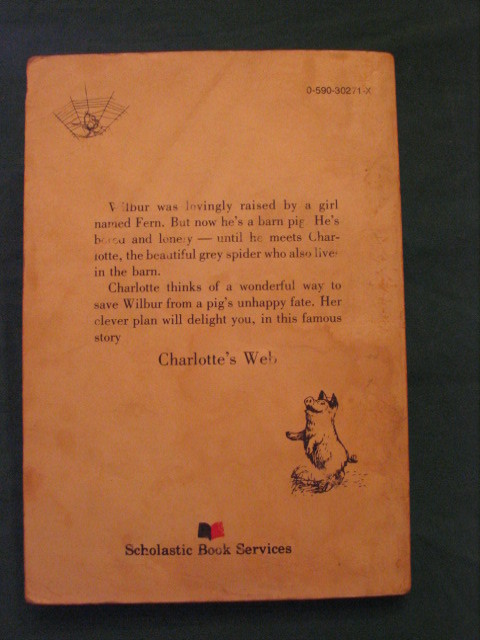 0-590-30271-X
Wilbur was lovingly raised by a girl
named Fern. But now he's a barn pig. He's
bored and lonely — until he meets Char-
lotte, the beautiful grey spider who also lives
in the barn.
Charlotte thinks of a wonderful way to
save Wilbur from a pig's unhappy fate. Her
clever plan will delight you, in this famous
story
Charlotte's Web
Scholastic Book Services